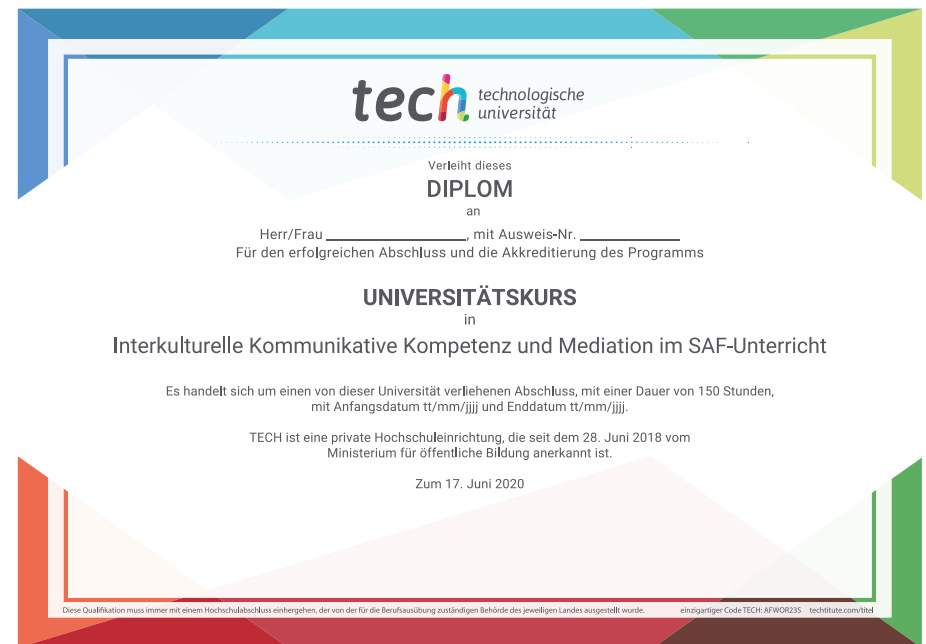 tech technologische
universität
Verleiht dieses
DIPLOM
an
Herr/Frau ______________, mit Ausweis-Nr. __________
Für den erfolgreichen Abschluss und die Akkreditierung des Programms
UNIVERSITÄTSKURS
in
Interkulturelle Kommunikative Kompetenz und Mediation im SAF-Unterricht
Es handelt sich um einen von dieser Universität verliehenen Abschluss, mit einer Dauer von 150 Stunden,
mit Anfangsdatum tt/mm/jjjj und Enddatum tt/mm/jjjj.
TECH ist eine private Hochschuleinrichtung, die seit dem 28. Juni 2018 vom
Ministerium für öffentliche Bildung anerkannt ist.
Zum 17. Juni 2020
Diese Qualifikation muss immer mit einem Hochschulabschluss einhergehen, der von der für die Berufsausübung zuständigen Behörde des jeweiligen Landes ausgestellt wurde. einzigartiger Code TECH: AFWOR23S techtitute.com/titel